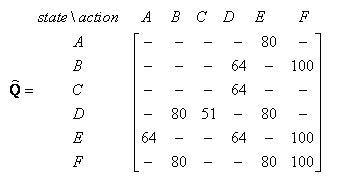 state \ action A B C D E F
A – – – – 80 –
B – – – 64 – 100
C – – – 64 – –
Q̂ = D – 80 51 – 80 –
E 64 – – 64 – 100
F – 80 – – 80 100